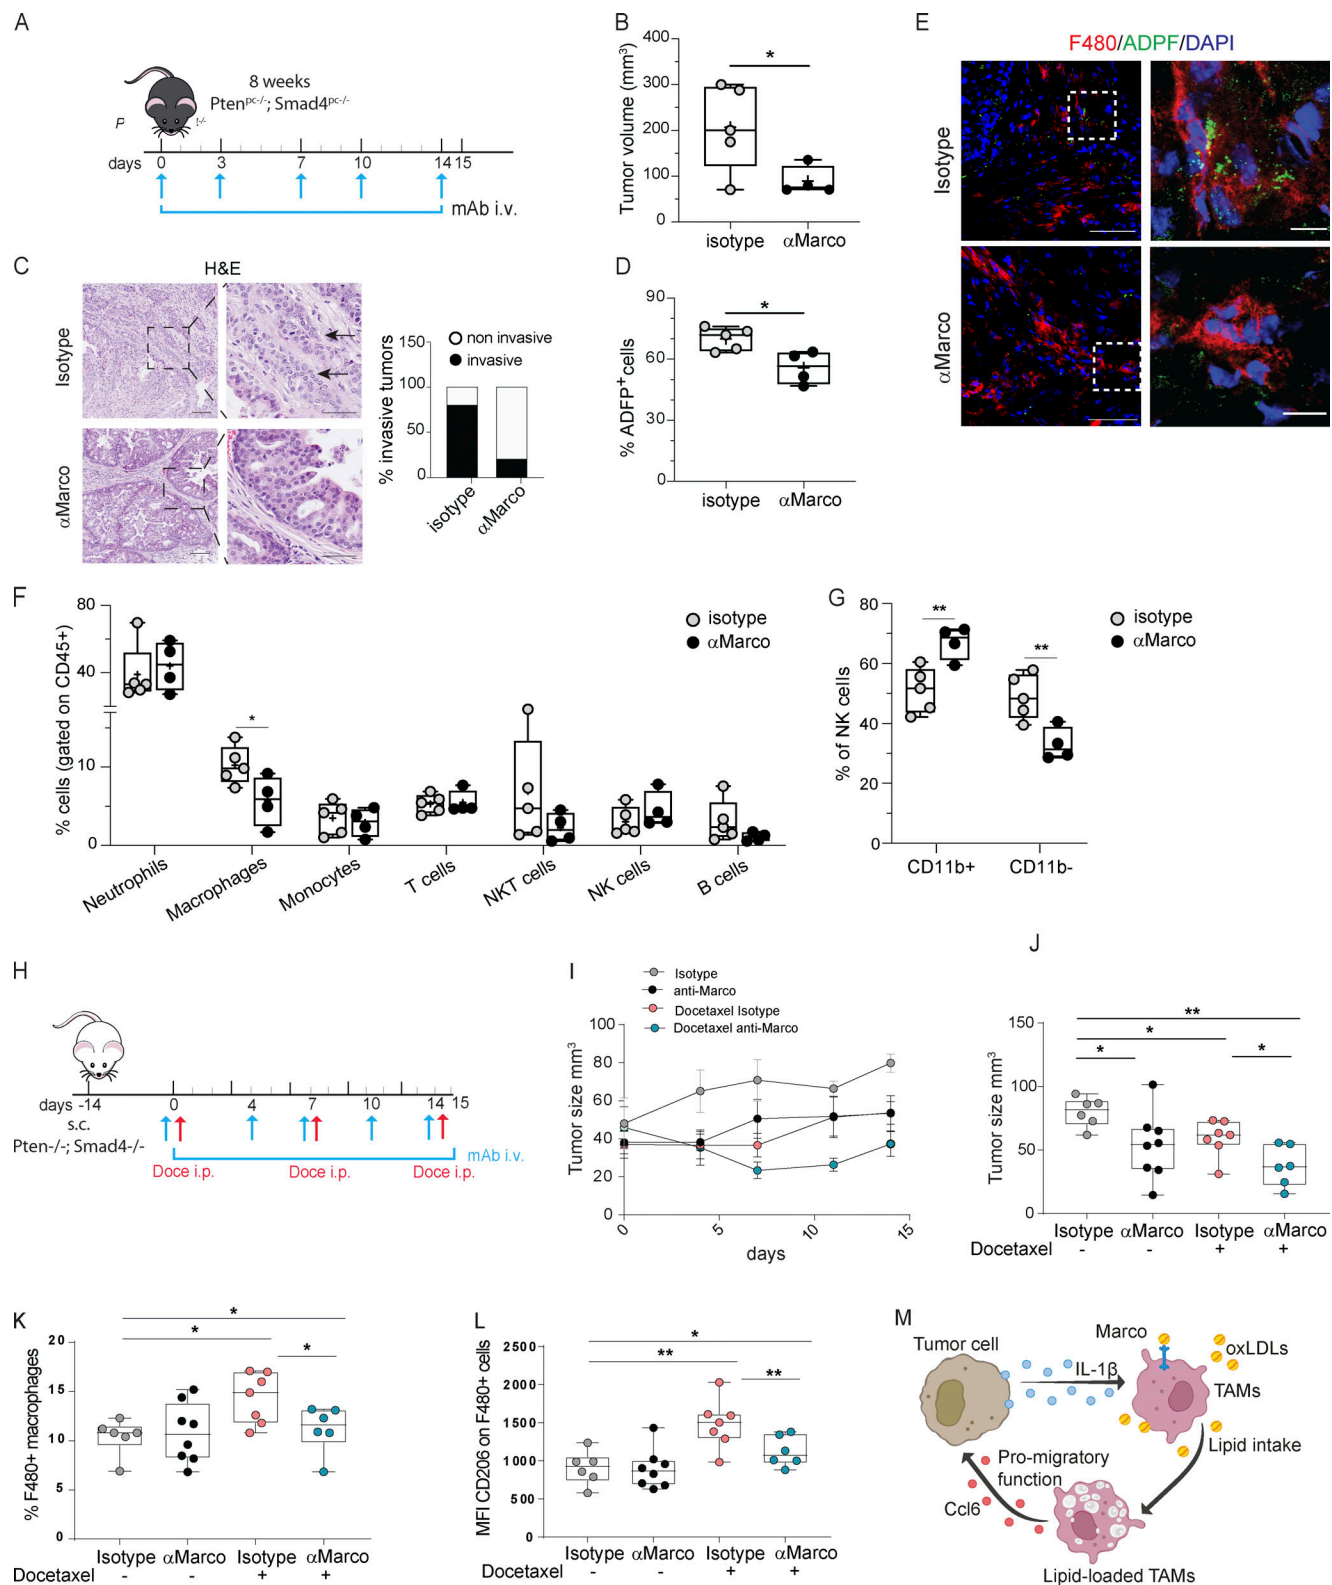 A
8 weeks
Pten^pc-/-; Smad4^pc-/-
P
t-/-
days 0 3 7 10 14 15
mAb i.v.
B
Tumor volume (mm³)
400
300
200
100
0
*
isotype αMarco
C
H&E
Isotype
αMarco
non invasive
invasive
% invasive tumors
150
100
50
0
isotype
αMarco
D
% ADFP⁺ cells
90
60
30
0
*
isotype αMarco
E
F480/ADPF/DAPI
Isotype
αMarco
F
% cells (gated on CD45+)
80
40
10
0
*
isotype
αMarco
Neutrophils
Macrophages
Monocytes
T cells
NKT cells
NK cells
B cells
G
% of NK cells
80
60
40
20
0
** **
isotype
αMarco
CD11b+ CD11b-
H
days -14 0 4 7 10 14 15
s.c.
Pten-/-; Smad4-/-
mAb i.v.
Doce i.p. Doce i.p. Doce i.p.
I
Isotype
anti-Marco
Docetaxel Isotype
Docetaxel anti-Marco
Tumor size mm³
100
80
60
40
20
0
0 5 10 15
days
J
Tumor size mm³
150
100
50
0
**
*
* *
Isotype αMarco Isotype αMarco
Docetaxel - - + +
K
% F480+ macrophages
20
15
10
5
0
*
*
*
Isotype αMarco Isotype αMarco
Docetaxel - - + +
L
MFI CD206 on F480+ cells
2500
2000
1500
1000
500
0
*
**
**
Isotype αMarco Isotype αMarco
Docetaxel - - + +
M
Tumor cell
Marco
oxLDLs
IL-1β
TAMs
Lipid intake
Pro-migratory
function
Ccl6
Lipid-loaded TAMs